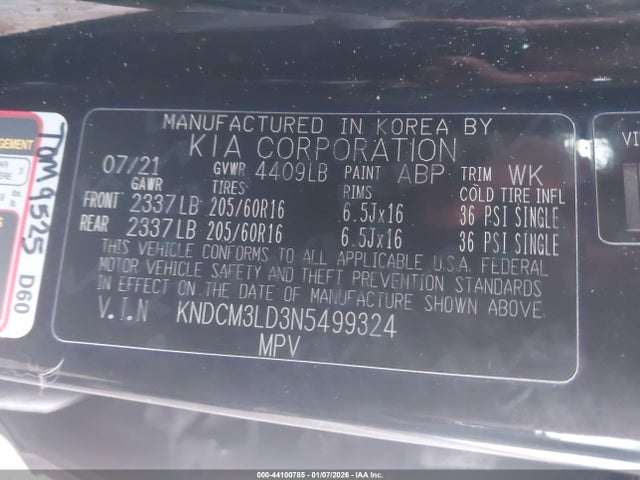 MANUFACTURED IN KOREA BY
KIA CORPORATION
07/21 GVWR 4409LB PAINT ABP TRIM WK
GAWR TIRES RIMS COLD TIRE INFL
FRONT 2337LB 205/60R16 6.5Jx16 36 PSI SINGLE
REAR 2337LB 205/60R16 6.5Jx16 36 PSI SINGLE
THIS VEHICLE CONFORMS TO ALL APPLICABLE U.S.A. FEDERAL
MOTOR VEHICLE SAFETY AND THEFT PREVENTION STANDARDS
IN EFFECT ON THE DATE OF MANUFACTURE SHOWN ABOVE.
V.I.N KNDCM3LD3N5499324
MPV
D60
VI
000-44100785 - 01/07/2026 - IAAI, Inc.